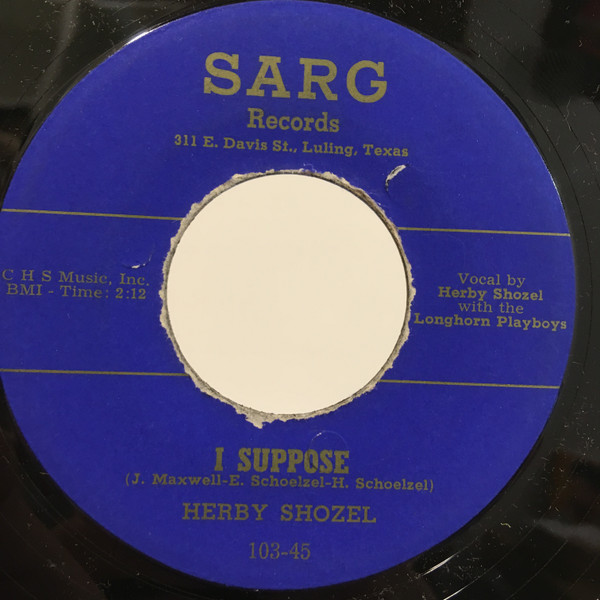 SARG
Records
311 E. Davis St., Luling, Texas
C H S Music, Inc.
BMI - Time: 2:12
Vocal by
Herby Shozel
with the
Longhorn Playboys
I SUPPOSE
(J. Maxwell-E. Schoelzel-H. Schoelzel)
HERBY SHOZEL
103-45